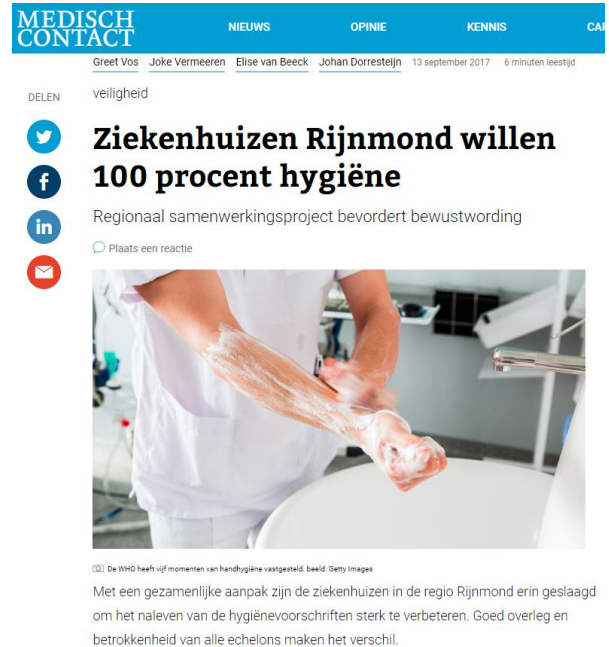 MEDISCH
CONTACT
NIEUWS OPINIE KENNIS CAR
Greet Vos Joke Vermeeren Elise van Beeck Johan Dorresteijn 13 september 2017 6 minuten leestijd
DELEN
veiligheid
Ziekenhuizen Rijnmond willen
100 procent hygiëne
Regionaal samenwerkingsproject bevordert bewustwording
Plaats een reactie
De WHO heeft vijf momenten van handhygiëne vastgesteld. beeld: Getty Images
Met een gezamenlijke aanpak zijn de ziekenhuizen in de regio Rijnmond erin geslaagd
om het naleven van de hygiënevoorschriften sterk te verbeteren. Goed overleg en
betrokkenheid van alle echelons maken het verschil.